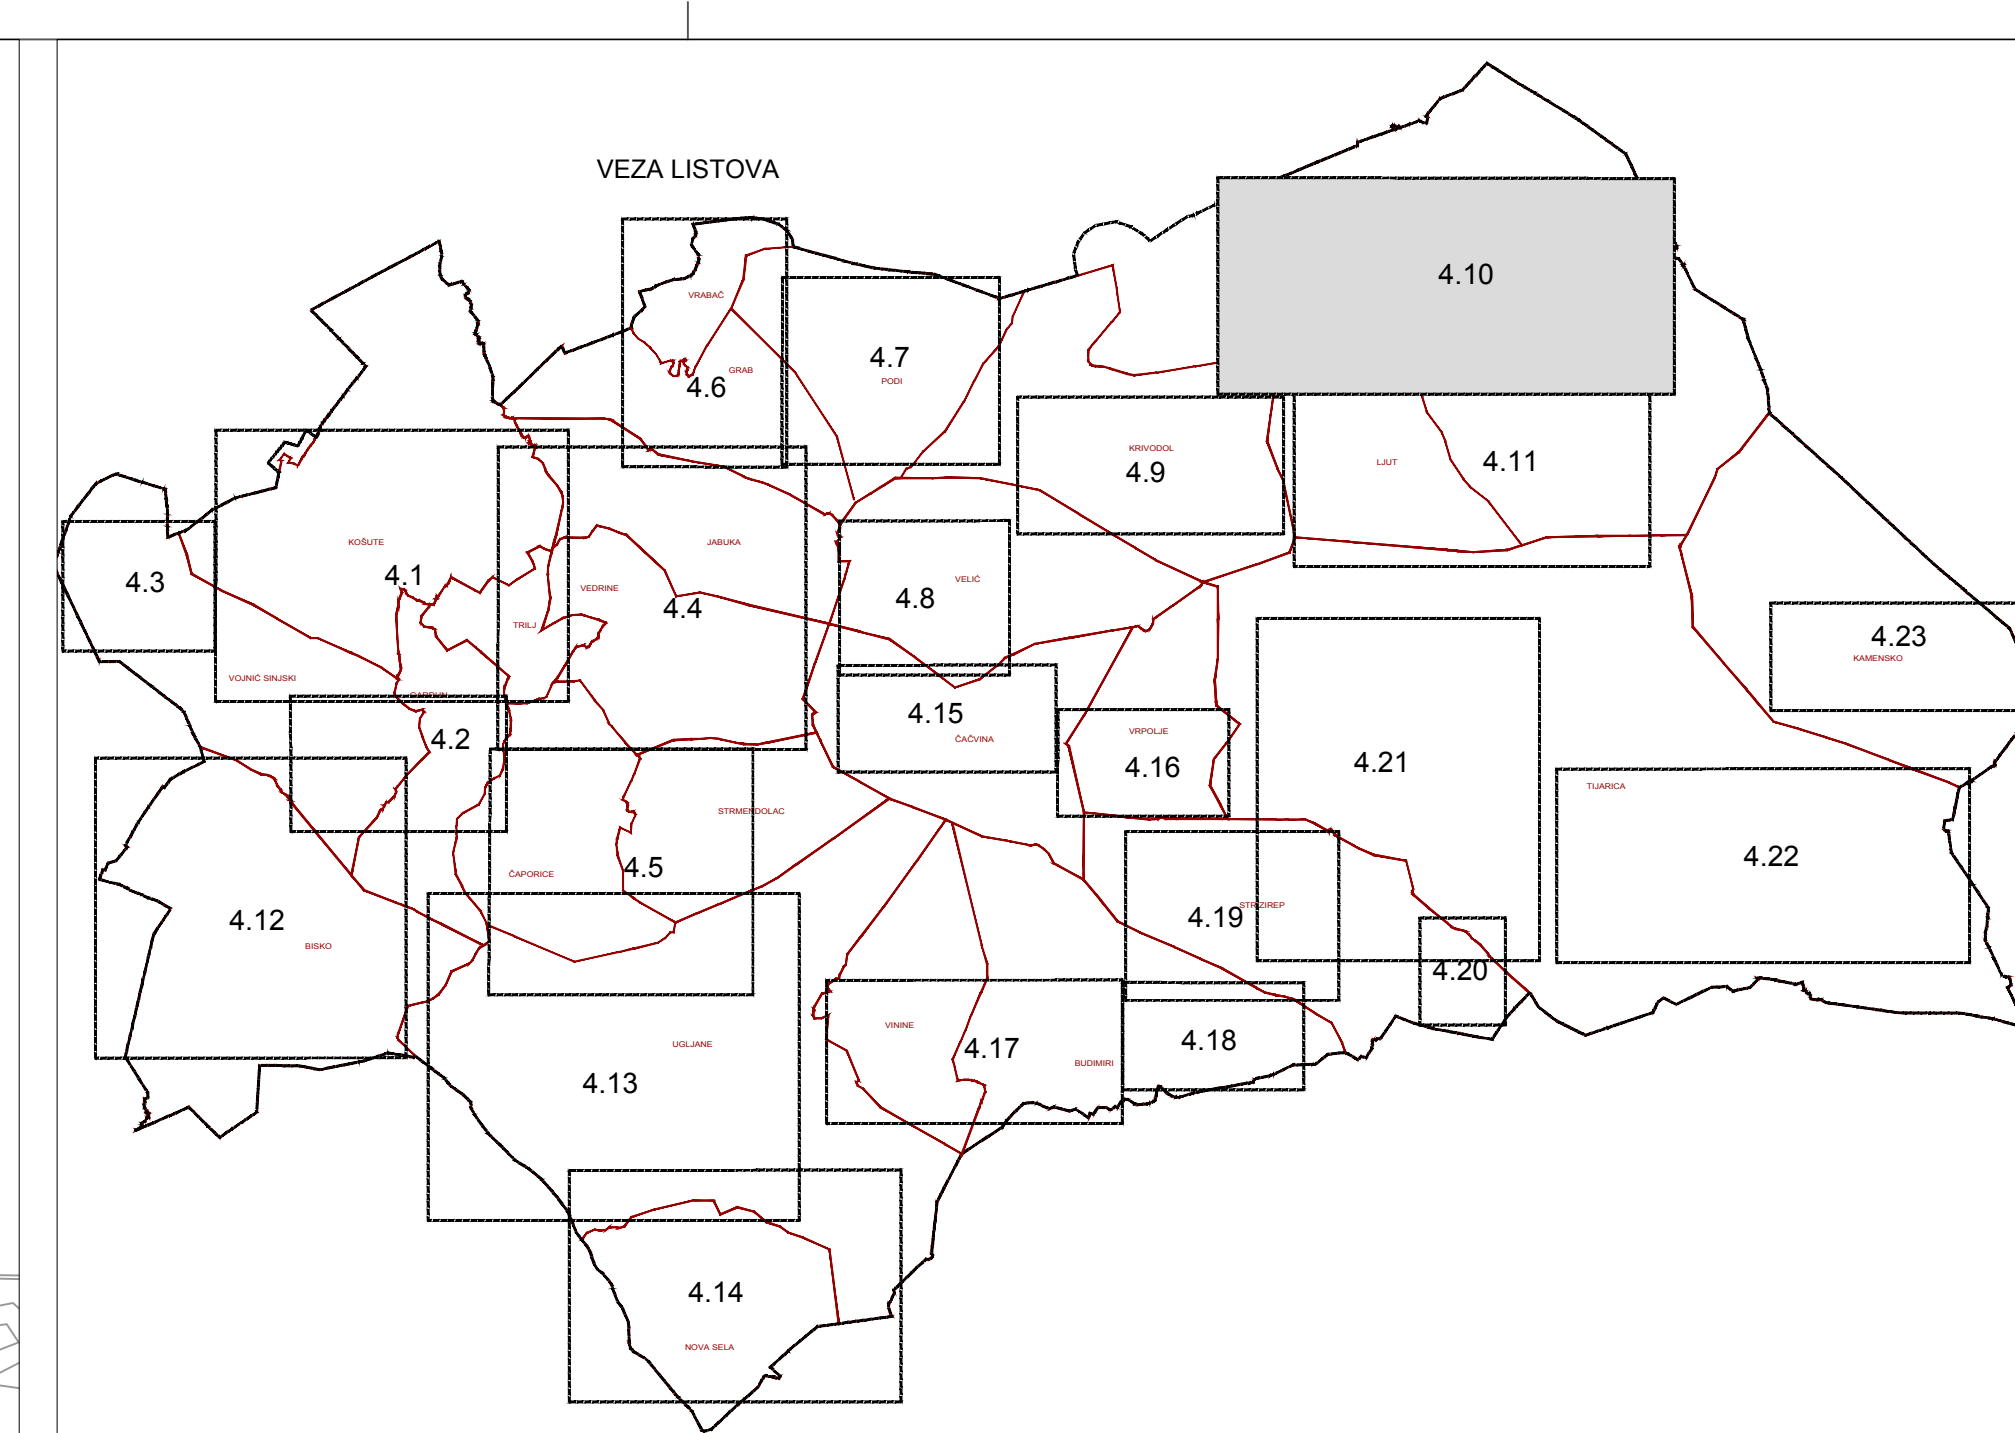 VEZA LISTOVA
4.10
VRABAČ
4.7
GRAB
PODI
4.6
KRIVODOL
4.9
LJUT
4.11
KOŠUTE
JABUKA
4.1
4.3
VEDRINE
VELIĆ
4.8
4.4
TRILJ
4.23
KAMENSKO
VOJNIĆ SINJSKI
GARDUN
4.15
4.2
ČAČVINA
VRPOLJE
4.16
4.21
TIJARICA
STRMENDOLAC
4.22
4.5
ČAPORICE
STRIZIREP
4.19
4.12
BISKO
4.20
VININE
UGLJANE
4.17
4.18
BUDIMIRI
4.13
4.14
NOVA SELA